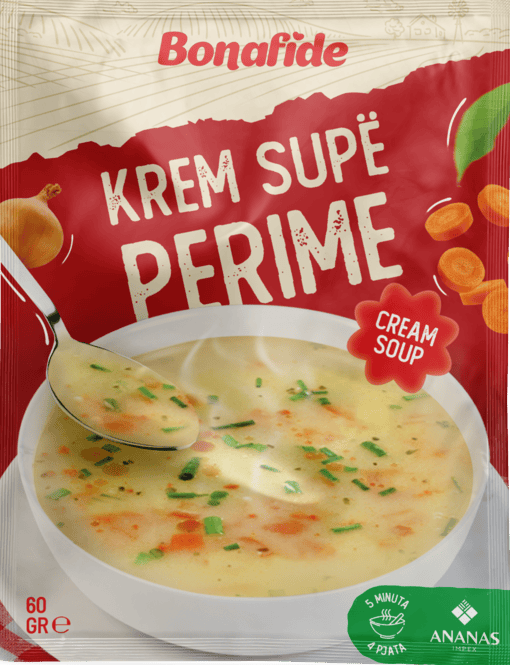 Bonafide
KREM SUPË
PERIME
CREAM
SOUP
60
GR℮
5 MINUTA
4 PJATA
ANANAS
IMPEX